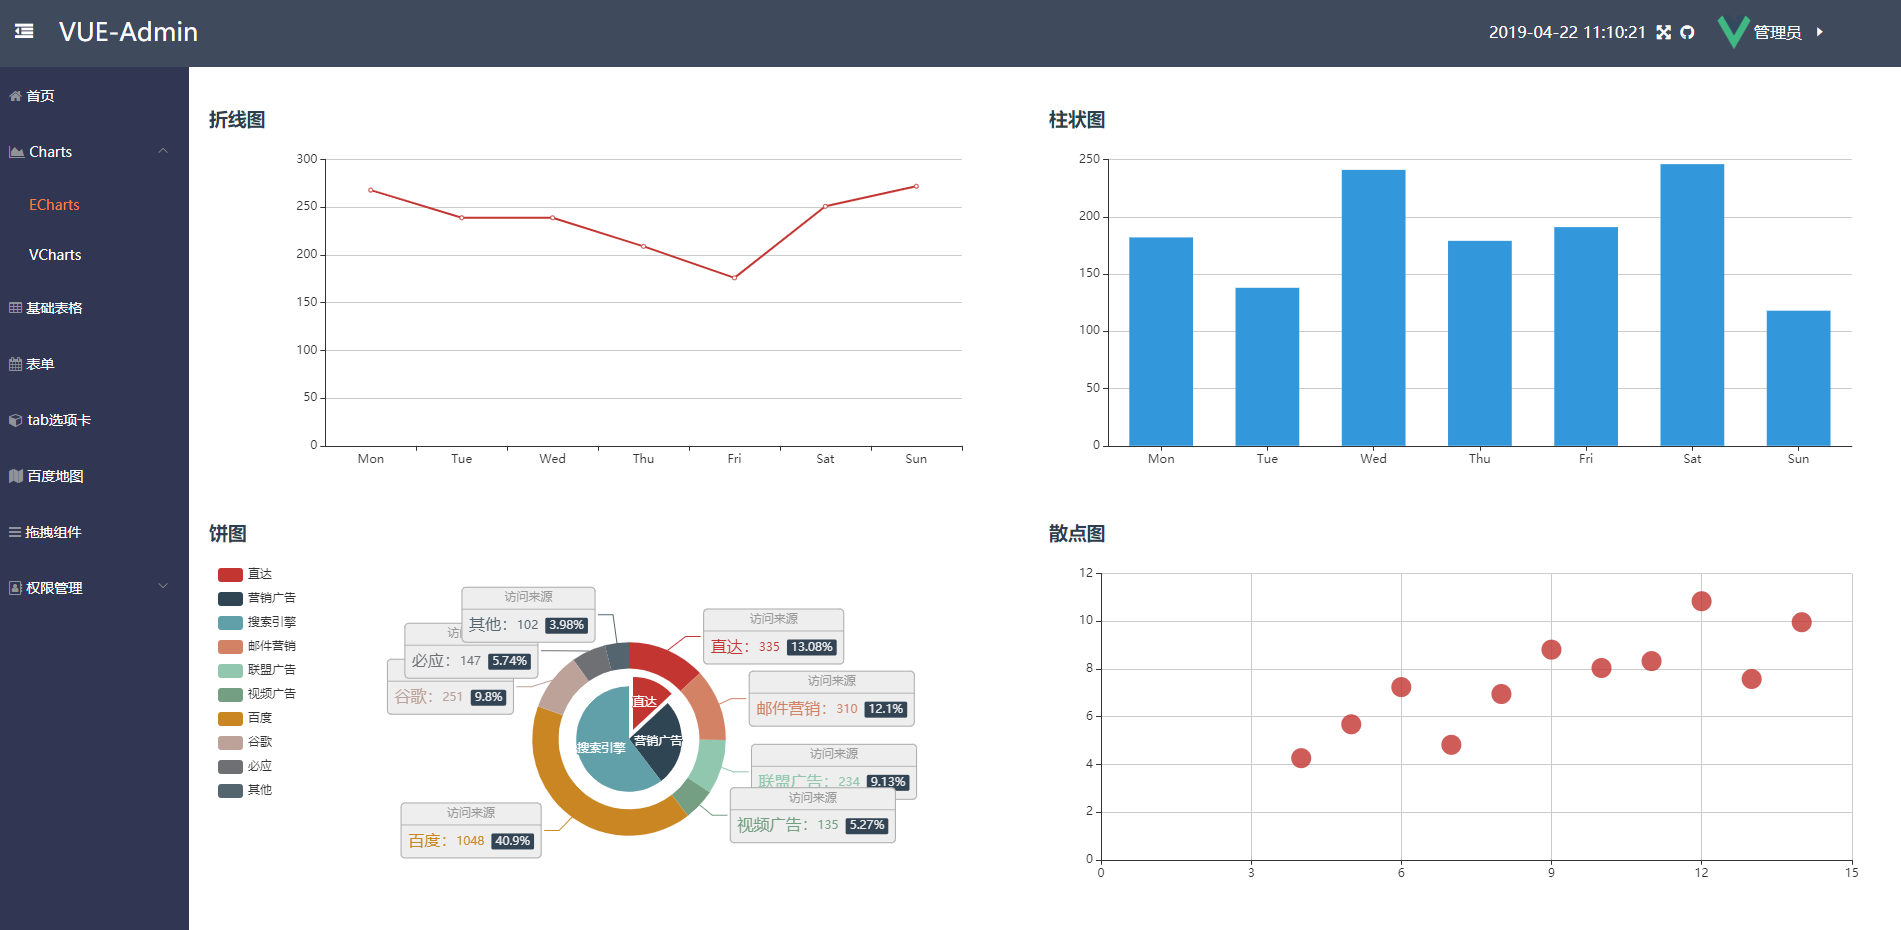 VUE-Admin
2019-04-22 11:10:21
管理员
首页
Charts
ECharts
VCharts
基础表格
表单
tab选项卡
百度地图
拖拽组件
权限管理
折线图
300
250
200
150
100
50
0
Mon Tue Wed Thu Fri Sat Sun
柱状图
250
200
150
100
50
0
Mon Tue Wed Thu Fri Sat Sun
饼图
直达
营销广告
搜索引擎
邮件营销
联盟广告
视频广告
百度
谷歌
必应
其他
访问来源
其他：102 3.98%
访
必应：147 5.74%
谷歌：251 9.8%
访问来源
百度：1048 40.9%
直达
营销广告
搜索引擎
访问来源
直达：335 13.08%
访问来源
邮件营销：310 12.1%
访问来源
联盟广告：234 9.13%
访问来源
视频广告：135 5.27%
散点图
12
10
8
6
4
2
0
0 3 6 9 12 15